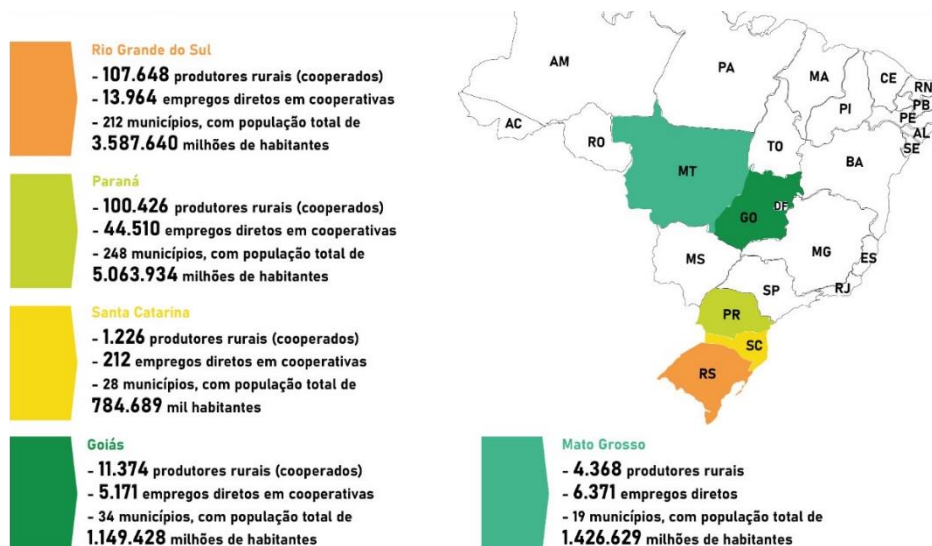 Rio Grande do Sul
- 107.648 produtores rurais (cooperados)
- 13.964 empregos diretos em cooperativas
- 212 municípios, com população total de
3.587.640 milhões de habitantes
Paraná
- 100.426 produtores rurais (cooperados)
- 44.510 empregos diretos em cooperativas
- 248 municípios, com população total de
5.063.934 milhões de habitantes
Santa Catarina
- 1.226 produtores rurais (cooperados)
- 212 empregos diretos em cooperativas
- 28 municípios, com população total de
784.689 mil habitantes
Goiás
- 11.374 produtores rurais (cooperados)
- 5.171 empregos diretos em cooperativas
- 34 municípios, com população total de
1.149.428 milhões de habitantes
Mato Grosso
- 4.368 produtores rurais
- 6.371 empregos diretos
- 19 municípios, com população total de
1.426.629 milhões de habitantes
AM
PA
MA
CE
RN
PB
PE
PI
AL
SE
AC
RO
TO
BA
MT
GO
DF
MS
MG
ES
SP
RJ
PR
SC
RS